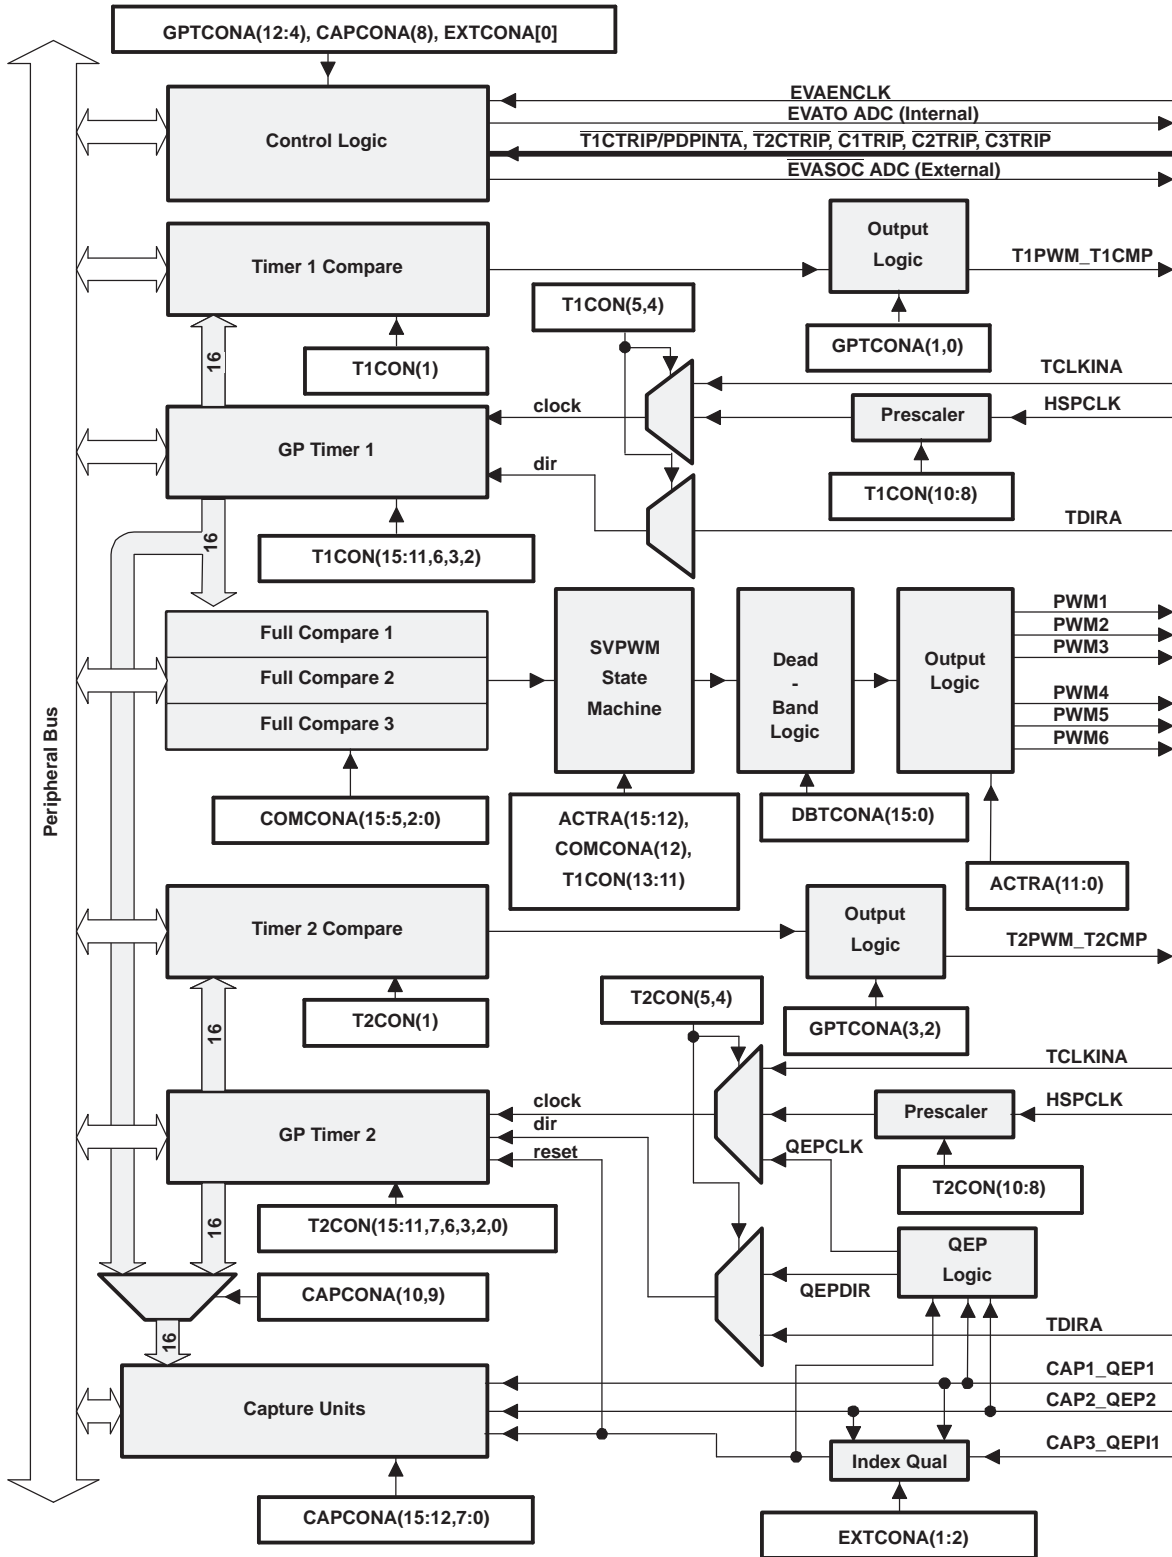 GPTCONA(12:4), CAPCONA(8), EXTCONA[0]
EVAENCLK
EVATO ADC (Internal)
Control Logic
T1CTRIP/PDPINTA, T2CTRIP, C1TRIP, C2TRIP, C3TRIP
EVASOC ADC (External)
Output
Logic
Timer 1 Compare
T1PWM_T1CMP
T1CON(5,4)
GPTCONA(1,0)
16
T1CON(1)
TCLKINA
clock
Prescaler
HSPCLK
GP Timer 1
dir
T1CON(10:8)
TDIRA
16
T1CON(15:11,6,3,2)
Full Compare 1
Full Compare 2
Full Compare 3
SVPWM
State
Machine
Dead
-
Band
Logic
Output
Logic
PWM1
PWM2
PWM3
PWM4
PWM5
PWM6
Peripheral Bus
COMCONA(15:5,2:0)
ACTRA(15:12),
COMCONA(12),
T1CON(13:11)
DBTCONA(15:0)
ACTRA(11:0)
Timer 2 Compare
Output
Logic
T2PWM_T2CMP
T2CON(1)
T2CON(5,4)
GPTCONA(3,2)
16
TCLKINA
clock
Prescaler
HSPCLK
dir
GP Timer 2
reset
QEPCLK
T2CON(10:8)
16
T2CON(15:11,7,6,3,2,0)
QEP
Logic
QEPDIR
CAPCONA(10,9)
TDIRA
16
CAP1_QEP1
Capture Units
CAP2_QEP2
Index Qual
CAP3_QEPI1
CAPCONA(15:12,7:0)
EXTCONA(1:2)